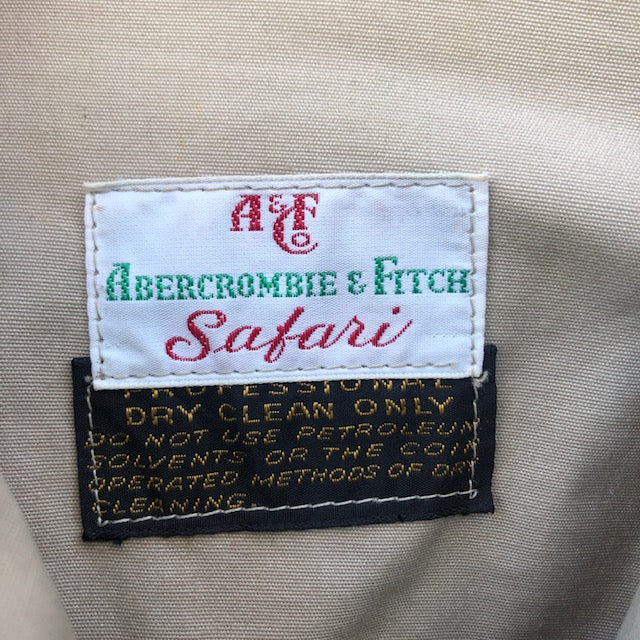 A&F Co
ABERCROMBIE & FITCH
Safari
PROFESSIONAL
DRY CLEAN ONLY
DO NOT USE PETROLEUM
SOLVENTS OR THE COIN
OPERATED METHODS OF DRY
CLEANING.